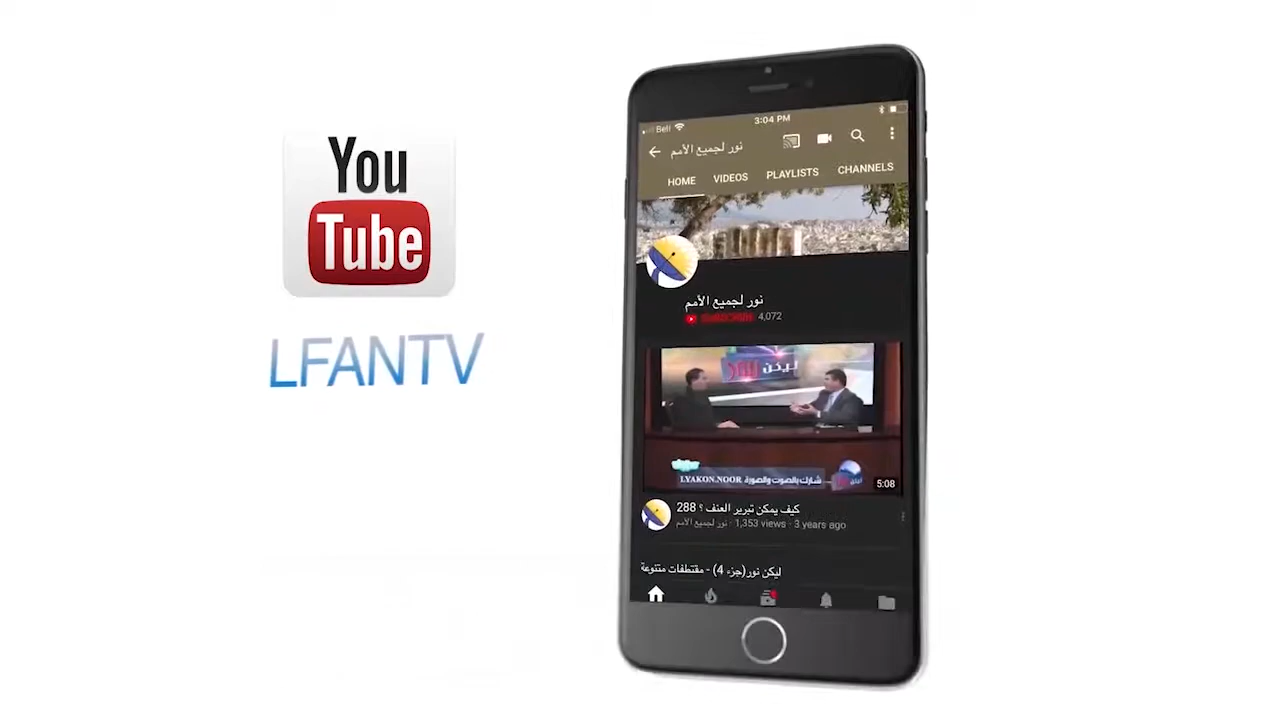 You
Tube
LFANTV
Bell
3:04 PM
نور لجميع الأمم
HOME VIDEOS PLAYLISTS CHANNELS
نور لجميع الأمم
4,072
ليكن نور
LYAKON.NOOR شارك بالصوت والصورة
5:08
كيف يمكن تبرير العنف ؟ 288
نور لجميع الأمم · 1,353 views · 3 years ago
ليكن نور(جزء 4) - مقتطفات متنوعة